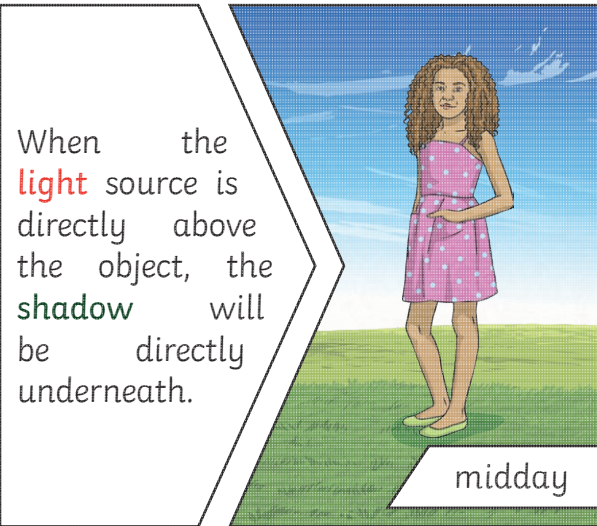 When the
light source is
directly above
the object, the
shadow will
be directly
underneath.
midday